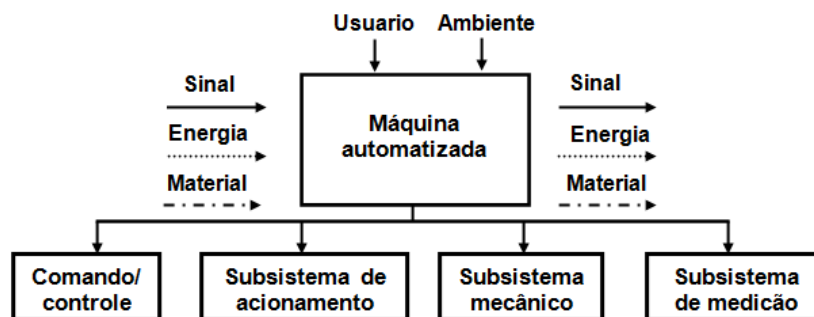 Usuario Ambiente
Sinal
Energia
Material
Máquina
automatizada
Sinal
Energia
Material
Comando/
controle
Subsistema de
acionamento
Subsistema
mecânico
Subsistema
de medicão